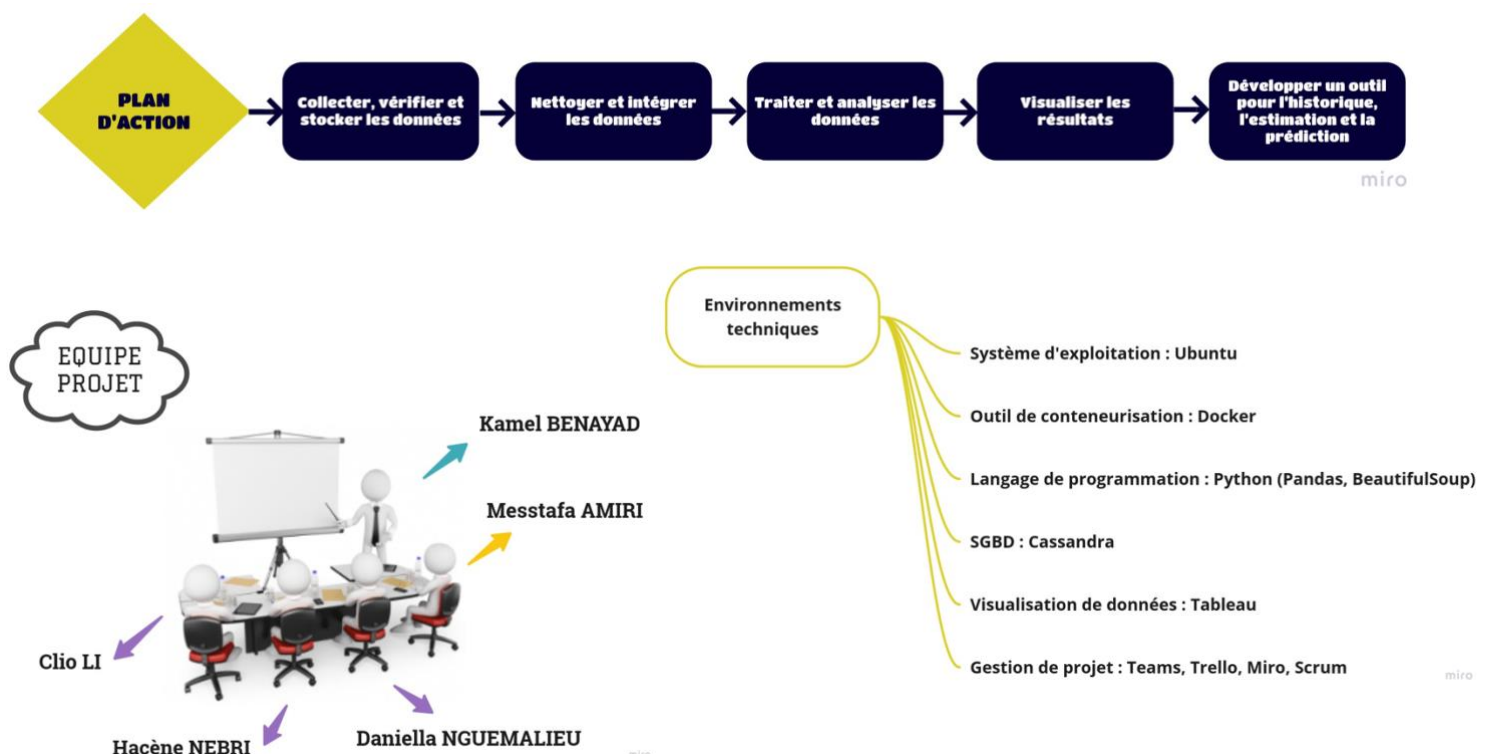 PLAN
D'ACTION
Collecter, vérifier et
stocker les données
Nettoyer et intégrer
les données
Traiter et analyser les
données
Visualiser les
résultats
Développer un outil
pour l'historique,
l'estimation et la
prédiction
miro
EQUIPE
PROJET
Kamel BENAYAD
Messtafa AMIRI
Clio LI
Hacène NEBRI
Daniella NGUEMALIEU
miro
Environnements
techniques
Système d'exploitation : Ubuntu
Outil de conteneurisation : Docker
Langage de programmation : Python (Pandas, BeautifulSoup)
SGBD : Cassandra
Visualisation de données : Tableau
Gestion de projet : Teams, Trello, Miro, Scrum
miro